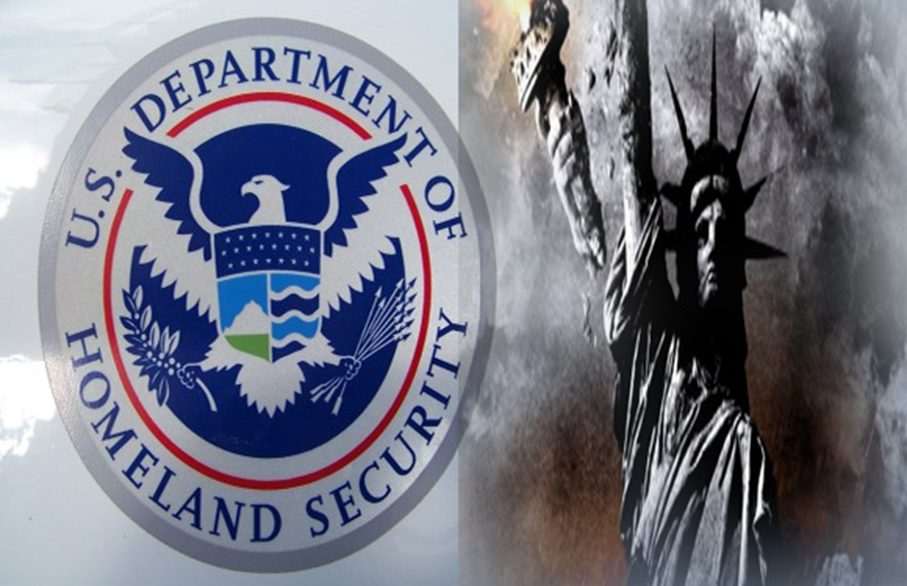 U.S. DEPARTMENT OF
HOMELAND SECURITY